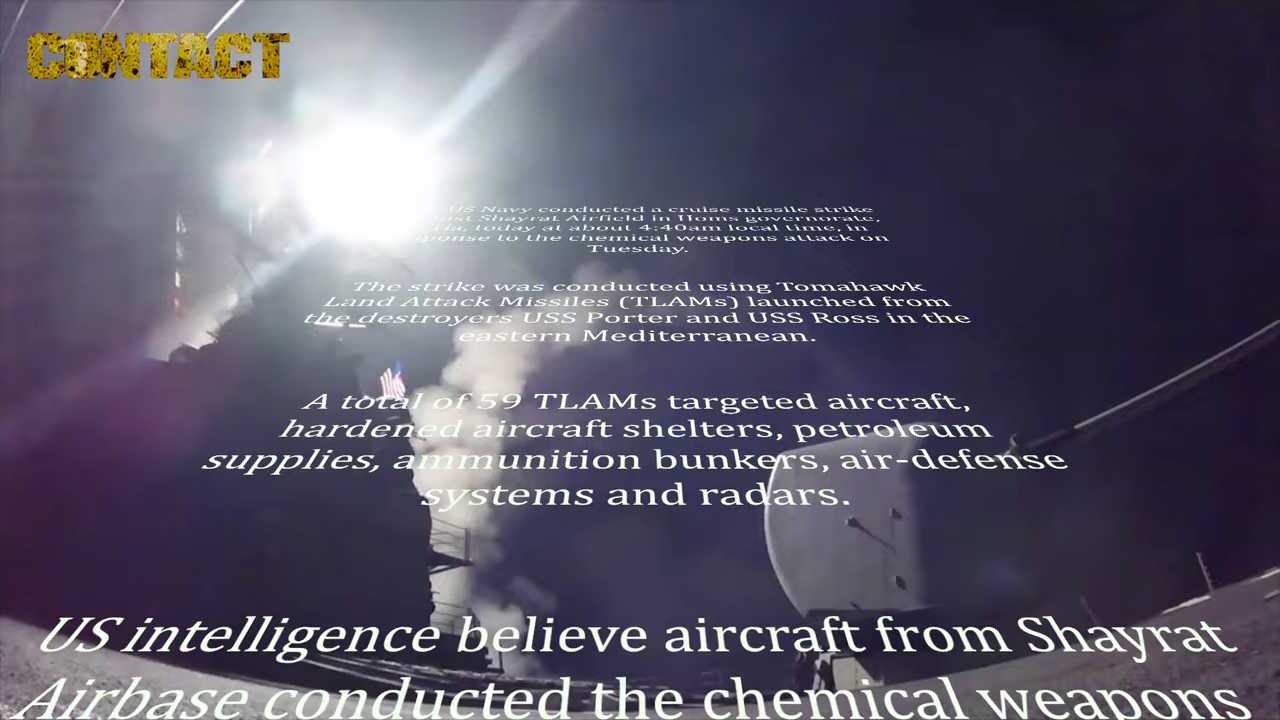 CONTACT
US Navy conducted a cruise missile strike
Shayrat Airfield in Homs governorate,
today at about 4:40am local time, in
to the chemical weapons attack on
Tuesday.
The strike was conducted using Tomahawk
Land Attack Missiles (TLAMs) launched from
the destroyers USS Porter and USS Ross in the
eastern Mediterranean.
A total of 59 TLAMs targeted aircraft,
hardened aircraft shelters, petroleum
supplies, ammunition bunkers, air-defense
systems and radars.
US intelligence believe aircraft from Shayrat
Airbase conducted the chemical weapons